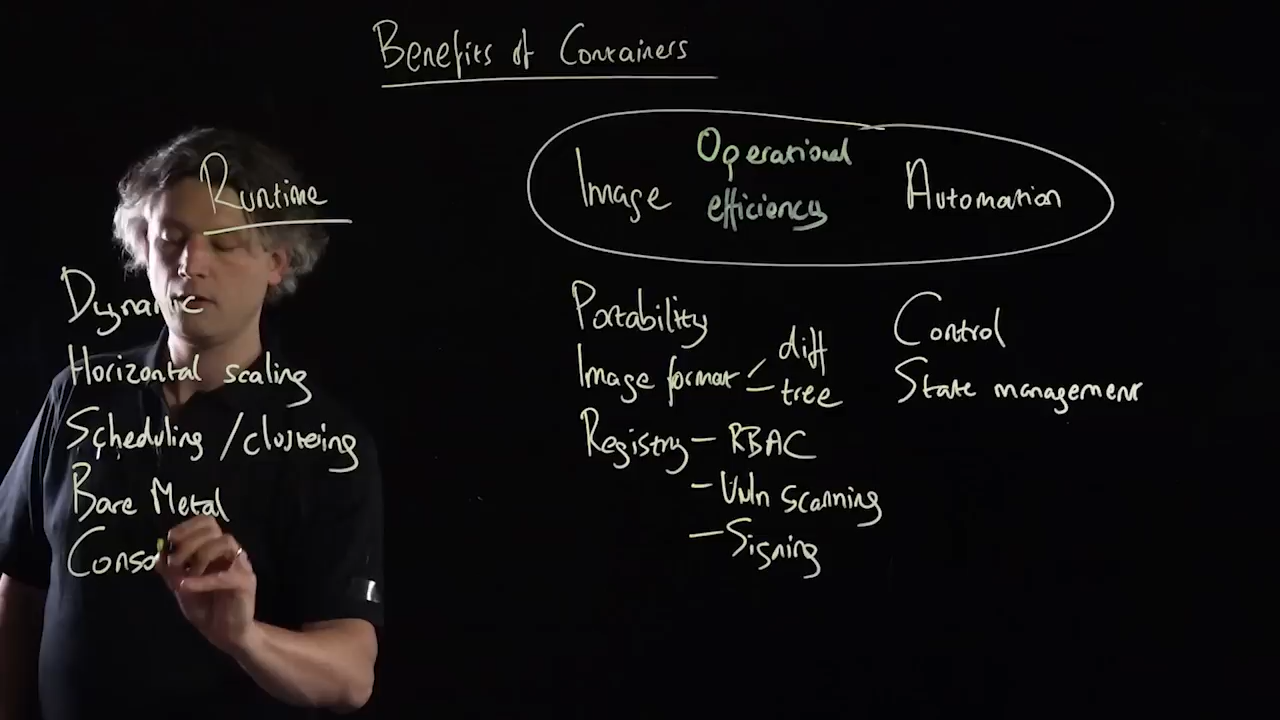 Benefits of Containers
Runtime
Dynamic
Horizontal scaling
Scheduling / clustering
Bare Metal
Conso
Image Operational efficiency Automation
Portability
Image format < diff
– tree
Registry – RBAC
– Vuln scanning
– Signing
Control
State management